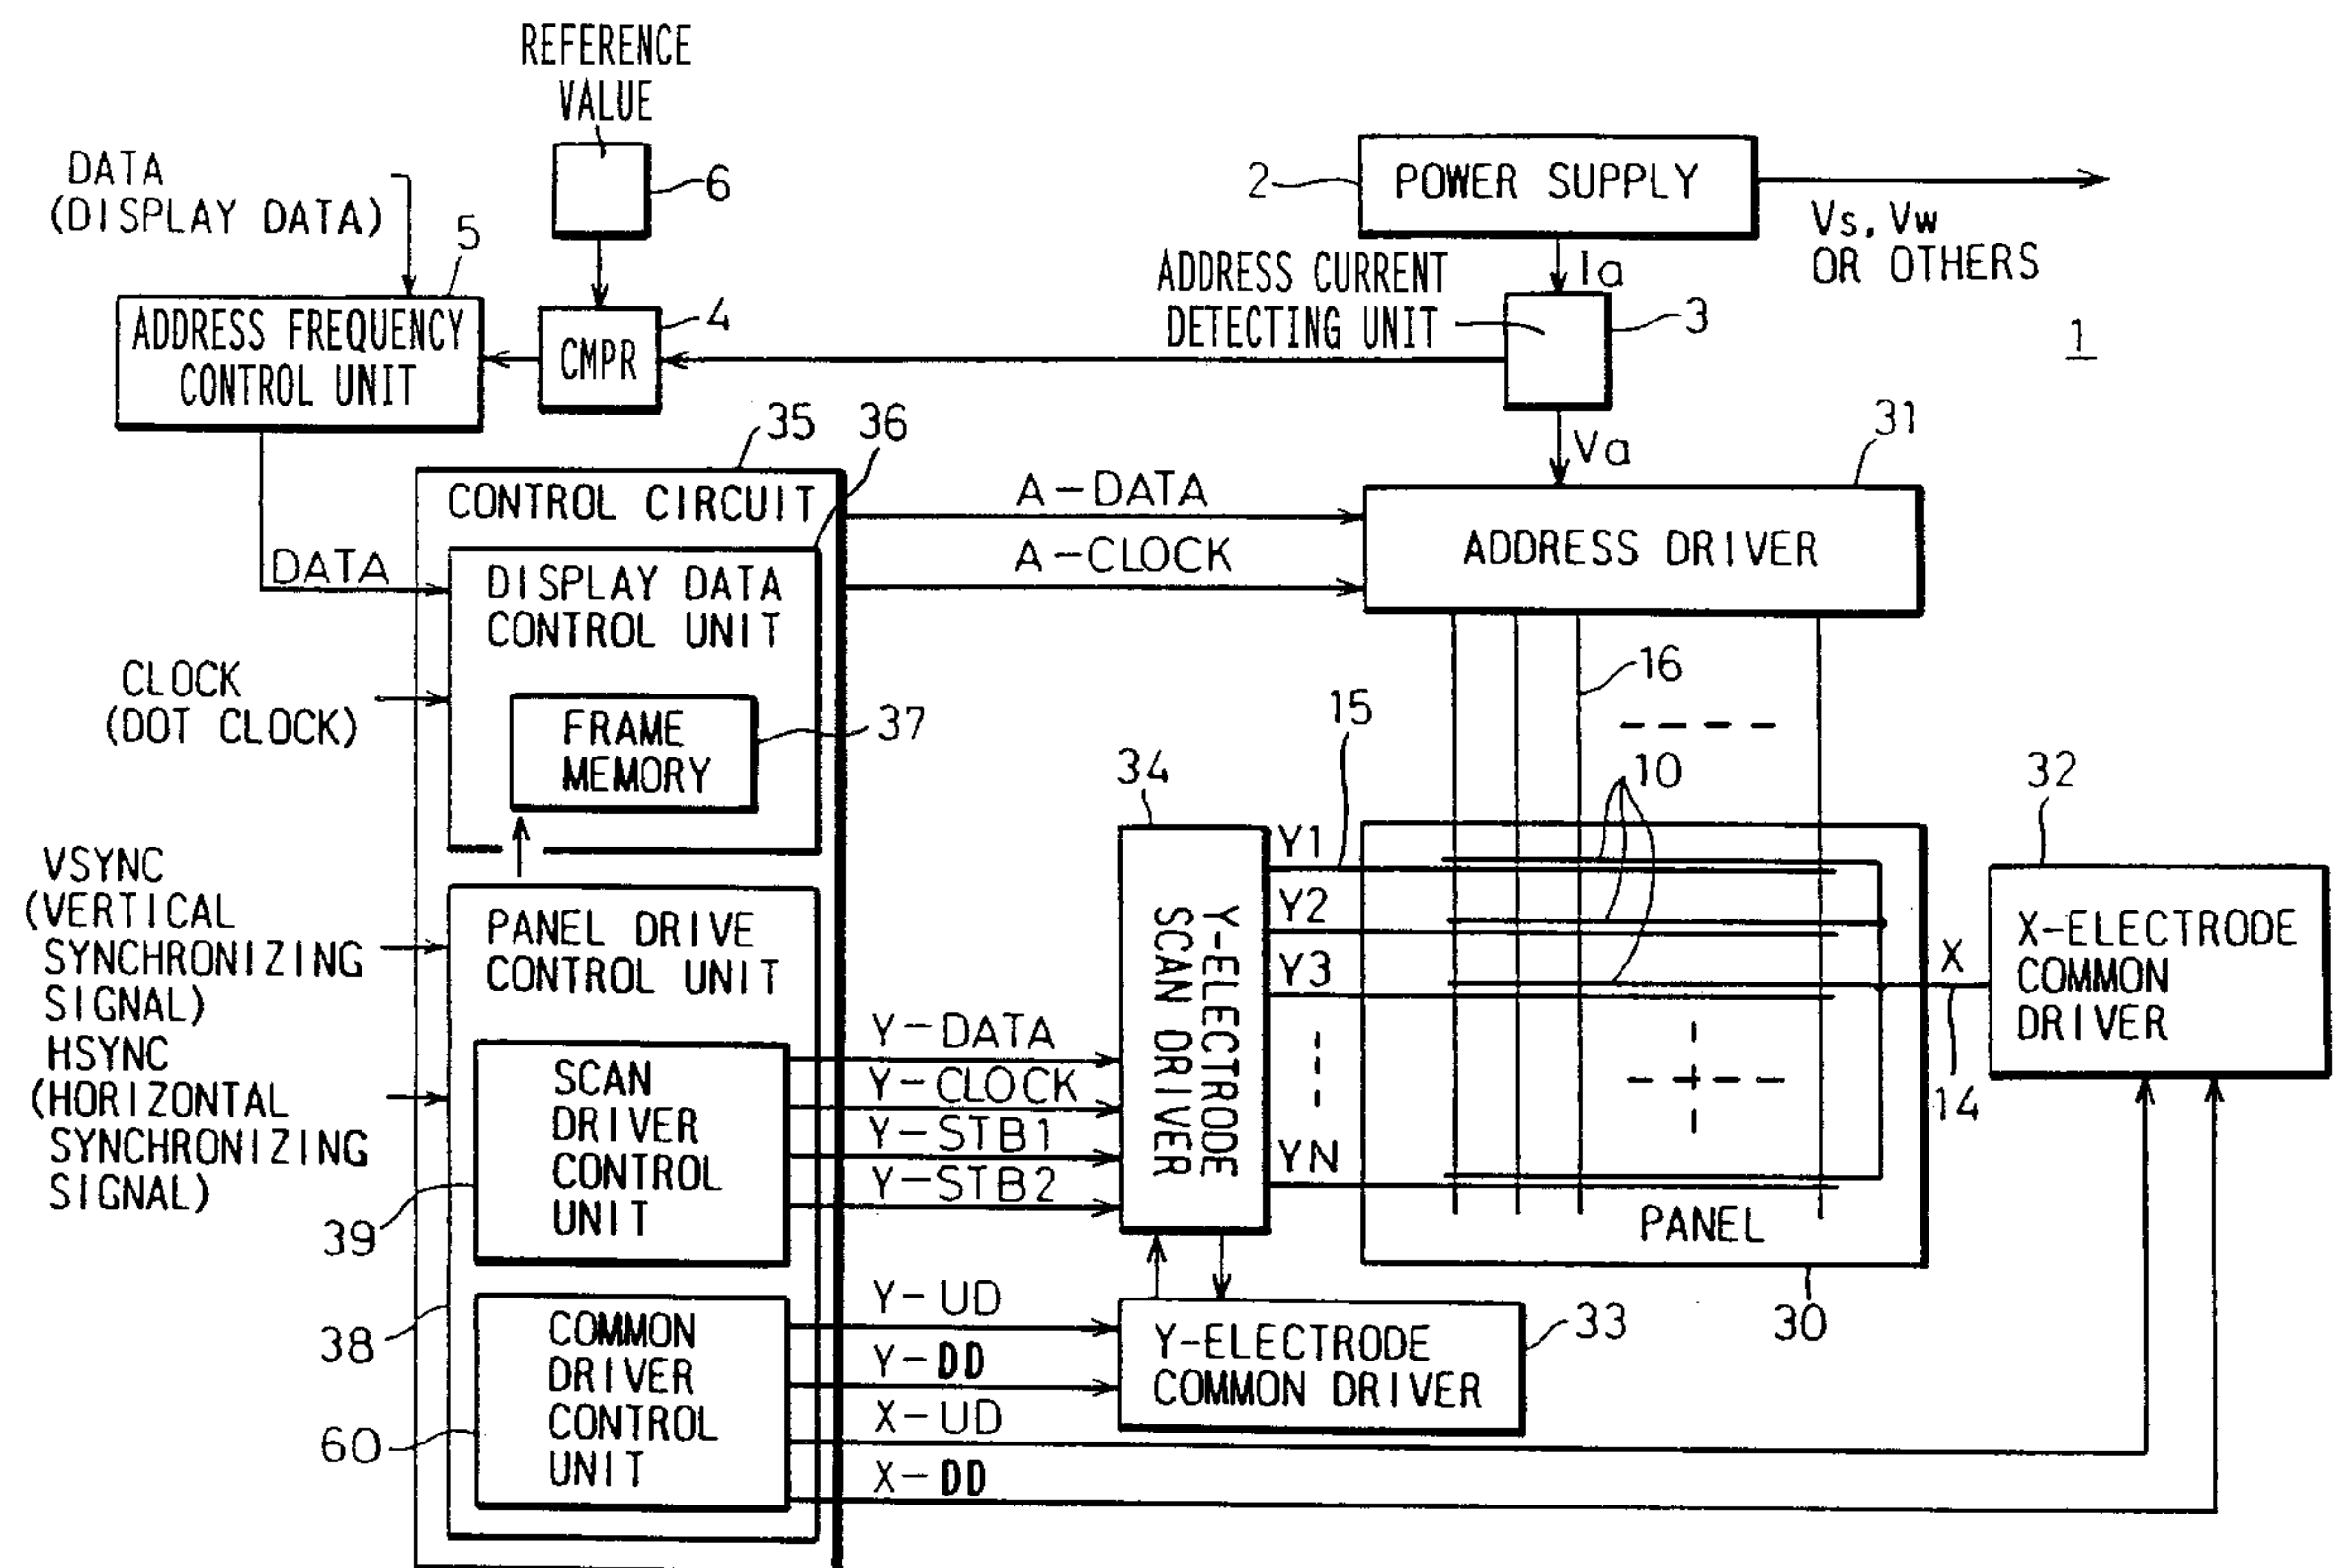 REFERENCE
VALUE
6
DATA
(DISPLAY DATA)
5
ADDRESS FREQUENCY
CONTROL UNIT
4
CMPR
2
POWER SUPPLY
Vs, Vw
OR OTHERS
Ia
ADDRESS CURRENT
DETECTING UNIT
3
1
Va
31
ADDRESS DRIVER
35
36
CONTROL CIRCUIT
A-DATA
A-CLOCK
DATA
DISPLAY DATA
CONTROL UNIT
CLOCK
(DOT CLOCK)
FRAME
MEMORY
37
16
15
10
34
32
VSYNC
(VERTICAL
SYNCHRONIZING
SIGNAL)
HSYNC
(HORIZONTAL
SYNCHRONIZING
SIGNAL)
PANEL DRIVE
CONTROL UNIT
SCAN
DRIVER
CONTROL
UNIT
39
Y-DATA
Y-CLOCK
Y-STB1
Y-STB2
Y-ELECTRODE
SCAN DRIVER
Y1
Y2
Y3
YN
PANEL
X
14
X-ELECTRODE
COMMON
DRIVER
30
38
COMMON
DRIVER
CONTROL
UNIT
60
Y-UD
Y-DD
X-UD
X-DD
Y-ELECTRODE
COMMON DRIVER
33